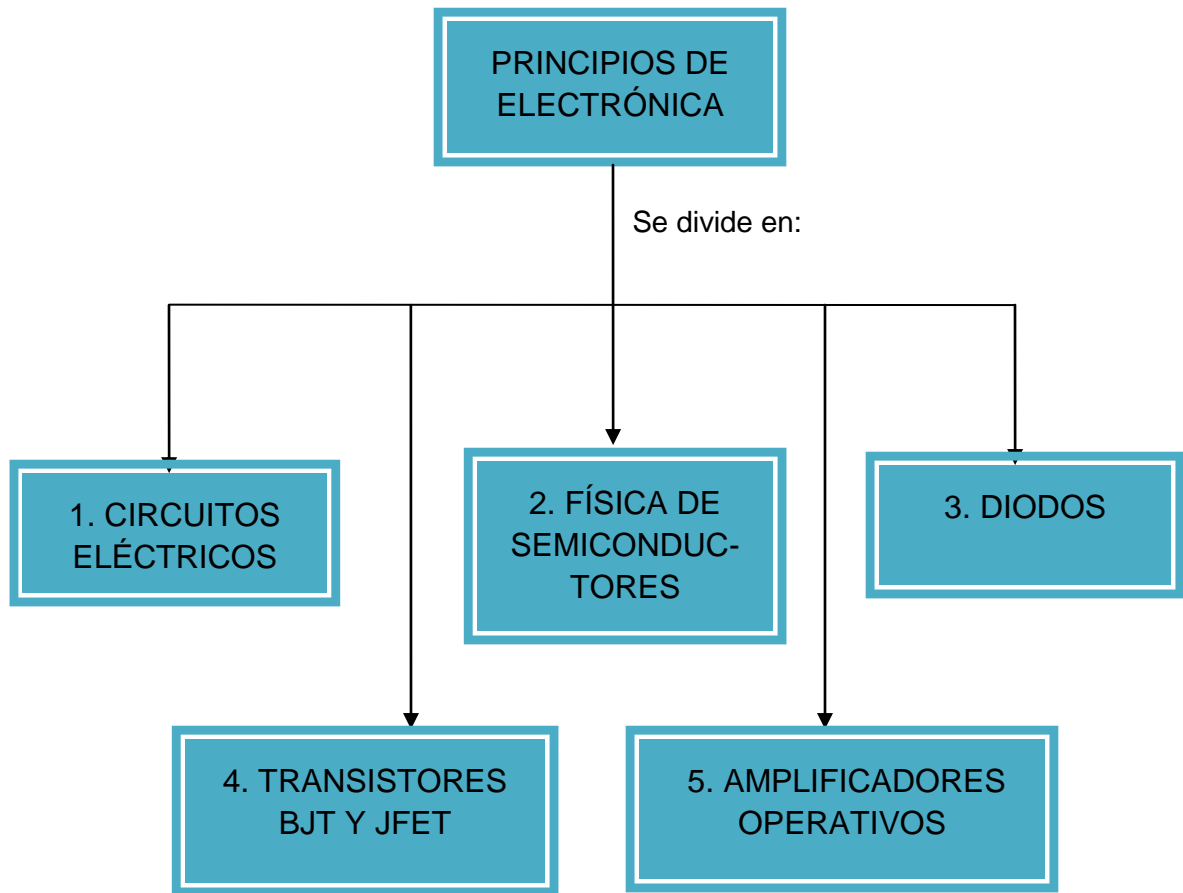 PRINCIPIOS DE
ELECTRÓNICA
Se divide en:
1. CIRCUITOS
ELÉCTRICOS
2. FÍSICA DE
SEMICONDUC-
TORES
3. DIODOS
4. TRANSISTORES
BJT Y JFET
5. AMPLIFICADORES
OPERATIVOS